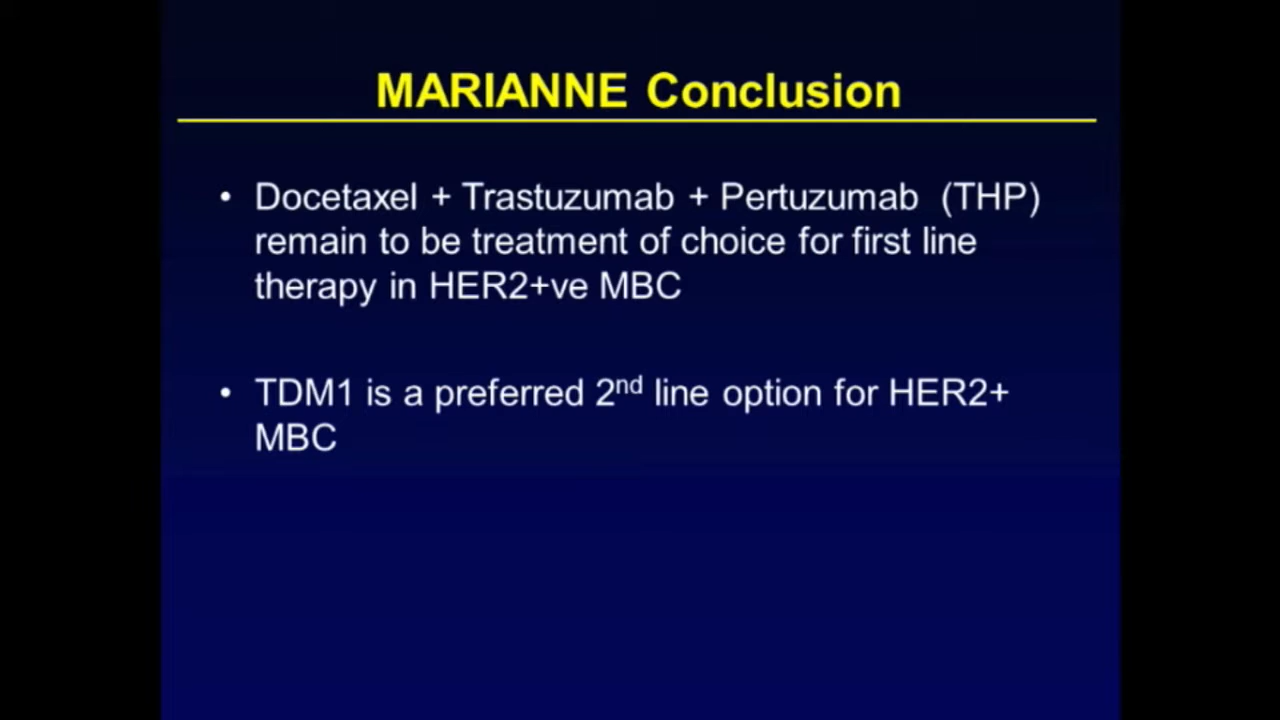 MARIANNE Conclusion
• Docetaxel + Trastuzumab + Pertuzumab (THP)
remain to be treatment of choice for first line
therapy in HER2+ve MBC
• TDM1 is a preferred 2nd line option for HER2+
MBC